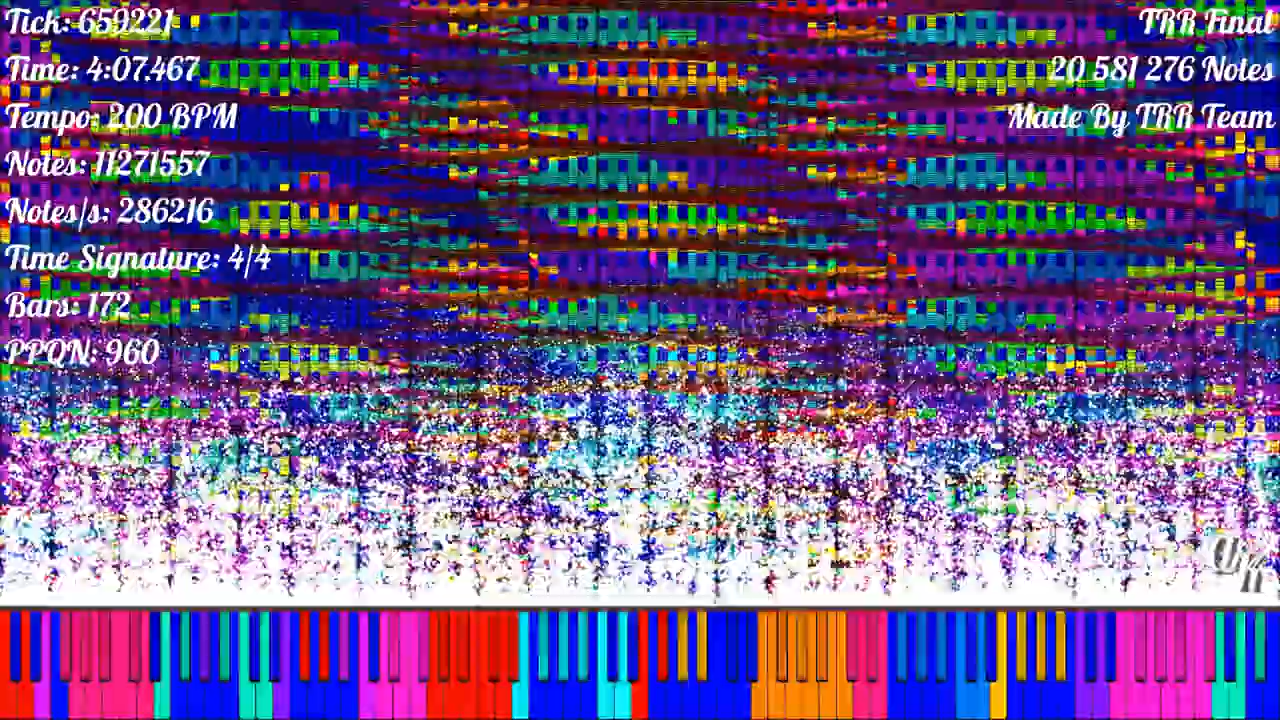 Tick: 659221
Time: 4:07.467
Tempo: 200 BPM
Notes: 11271557
Notes/s: 286216
Time Signature: 4/4
Bars: 172
PPQN: 960
TRR Final
20 581 276 Notes
Made By TRR Team